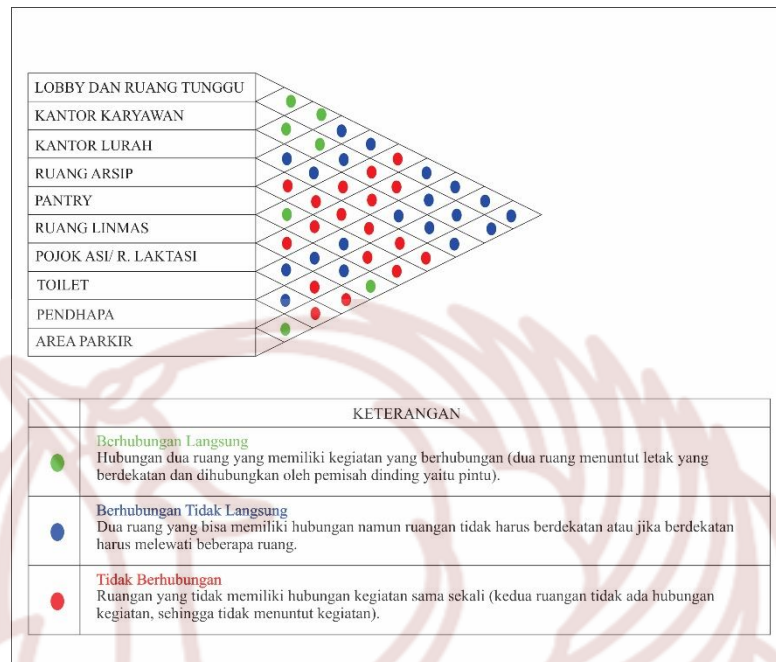 LOBBY DAN RUANG TUNGGU
KANTOR KARYAWAN
KANTOR LURAH
RUANG ARSIP
PANTRY
RUANG LINMAS
POJOK ASI/ R. LAKTASI
TOILET
PENDHAPA
AREA PARKIR
KETERANGAN
Berhubungan Langsung
Hubungan dua ruang yang memiliki kegiatan yang berhubungan (dua ruang menuntut letak yang
berdekatan dan dihubungkan oleh pemisah dinding yaitu pintu).
Berhubungan Tidak Langsung
Dua ruang yang bisa memiliki hubungan namun ruangan tidak harus berdekatan atau jika berdekatan
harus melewati beberapa ruang.
Tidak Berhubungan
Ruangan yang tidak memiliki hubungan kegiatan sama sekali (kedua ruangan tidak ada hubungan
kegiatan, sehingga tidak menuntut kegiatan).